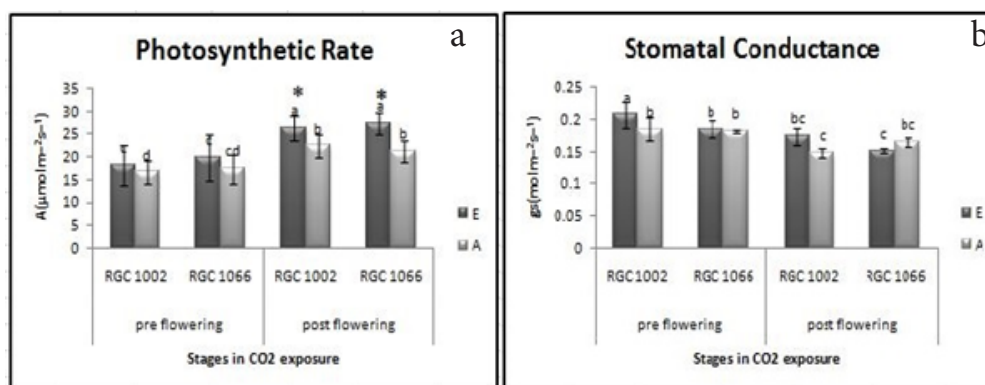 Photosynthetic Rate
a
A(µmolm−2s−1)
35
30
25
20
15
10
5
0
c d c cd * a b * a b
E
A
RGC 1002 RGC 1066 RGC 1002 RGC 1066
pre flowering post flowering
Stages in CO2 exposure
Stomatal Conductance
b
gs(molm−2s−1)
0.25
0.2
0.15
0.1
0.05
0
a b b b bc c c bc
E
A
RGC 1002 RGC 1066 RGC 1002 RGC 1066
pre flowering post flowering
Stages in CO2 exposure